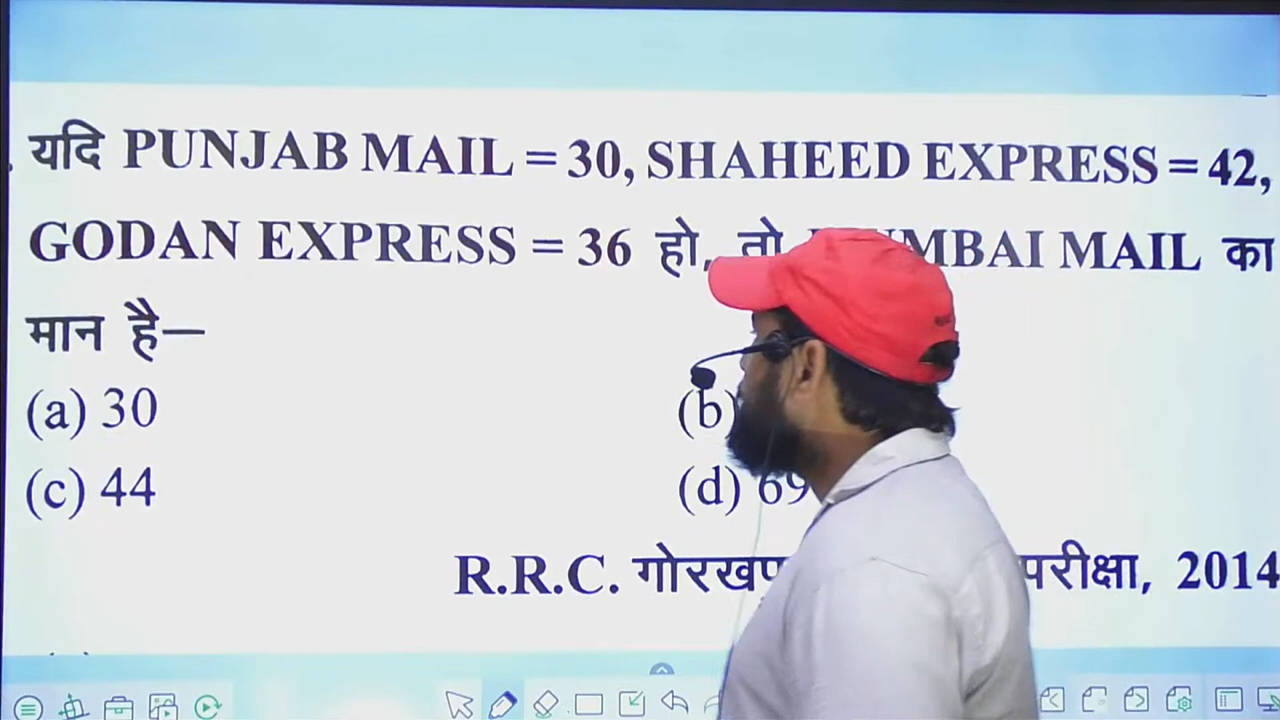 यदि PUNJAB MAIL = 30, SHAHEED EXPRESS = 42,
GODAN EXPRESS = 36 हो, तो MBAI MAIL का
मान है—
(a) 30 (b)
(c) 44 (d) 69
R.R.C. गोरखपु परीक्षा, 2014